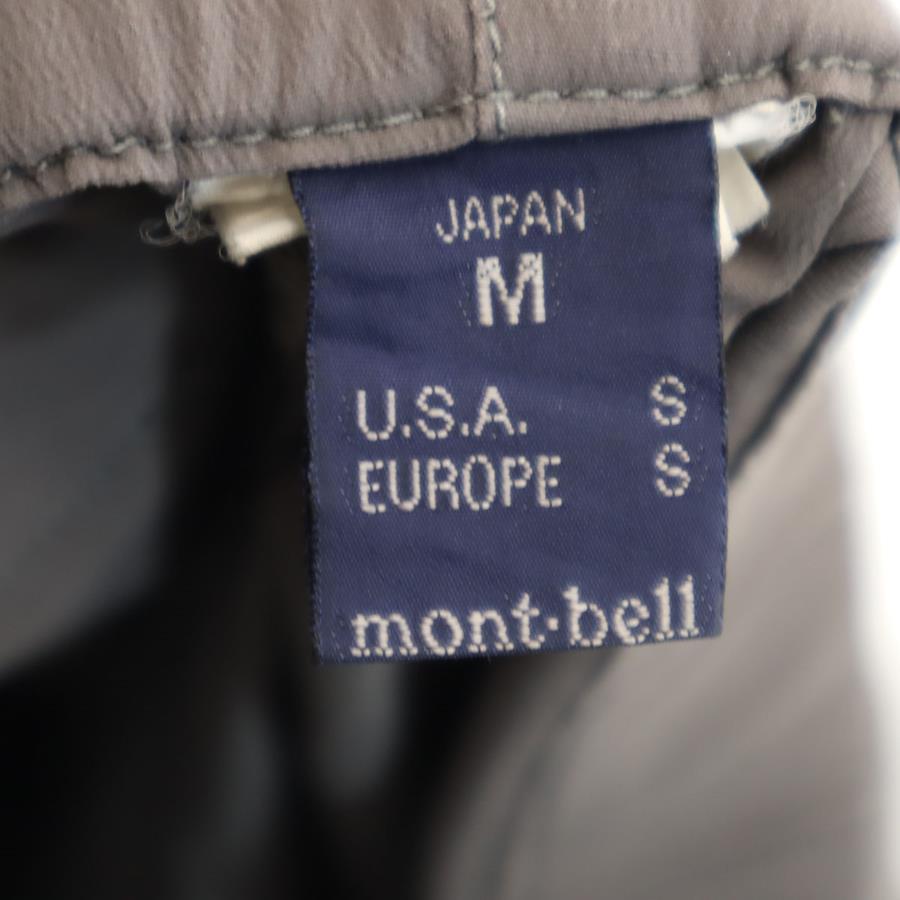 JAPAN
M
U.S.A. S
EUROPE S
mont·bell